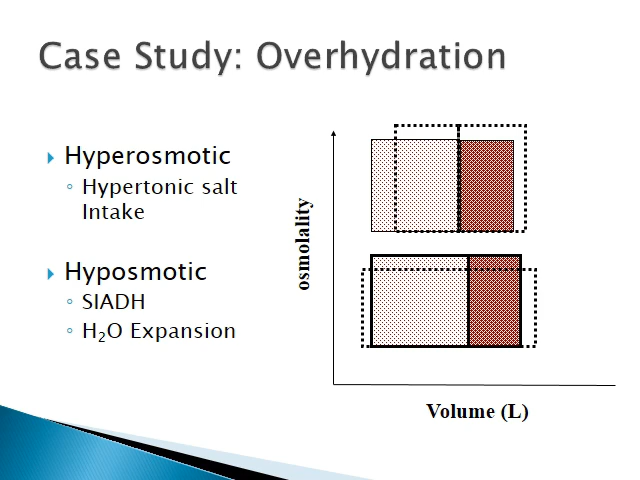 Case Study: Overhydration
Hyperosmotic
Hypertonic salt
Intake
Hyposmotic
SIADH
H₂O Expansion
osmolality
Volume (L)